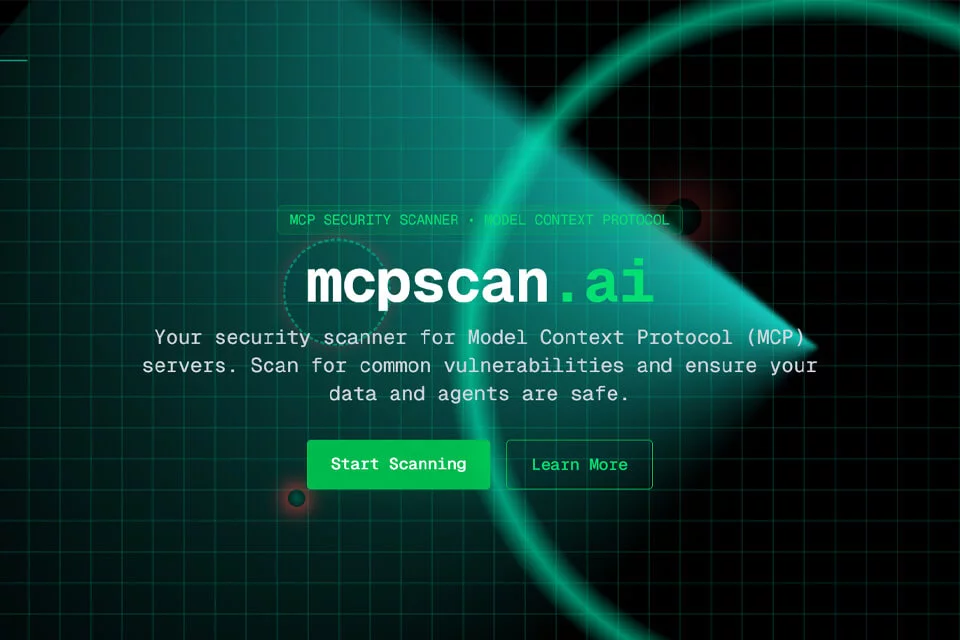 MCP SECURITY SCANNER • MODEL CONTEXT PROTOCOL
mcpscan.ai
Your security scanner for Model Context Protocol (MCP)
servers. Scan for common vulnerabilities and ensure your
data and agents are safe.
Start Scanning
Learn More